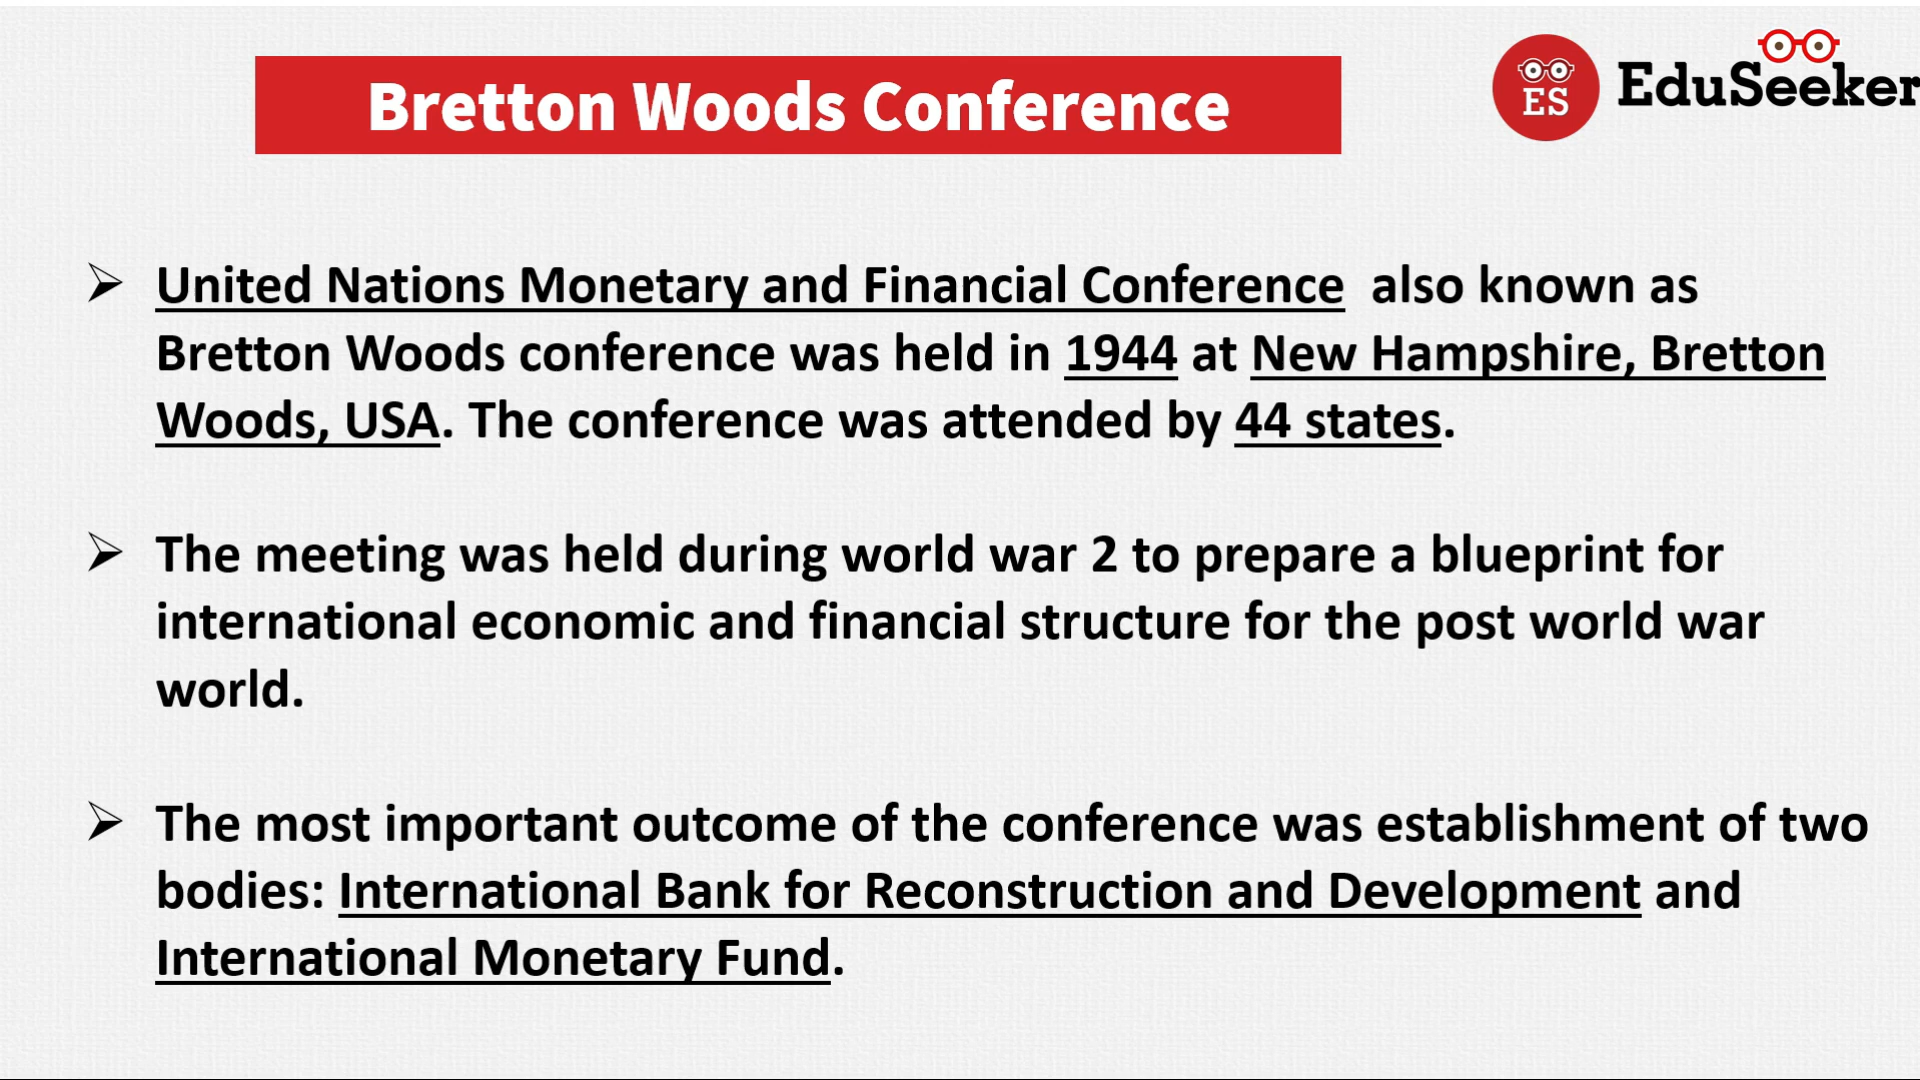 Bretton Woods Conference
ES
EduSeeker
United Nations Monetary and Financial Conference also known as
Bretton Woods conference was held in 1944 at New Hampshire, Bretton
Woods, USA. The conference was attended by 44 states.
The meeting was held during world war 2 to prepare a blueprint for
international economic and financial structure for the post world war
world.
The most important outcome of the conference was establishment of two
bodies: International Bank for Reconstruction and Development and
International Monetary Fund.